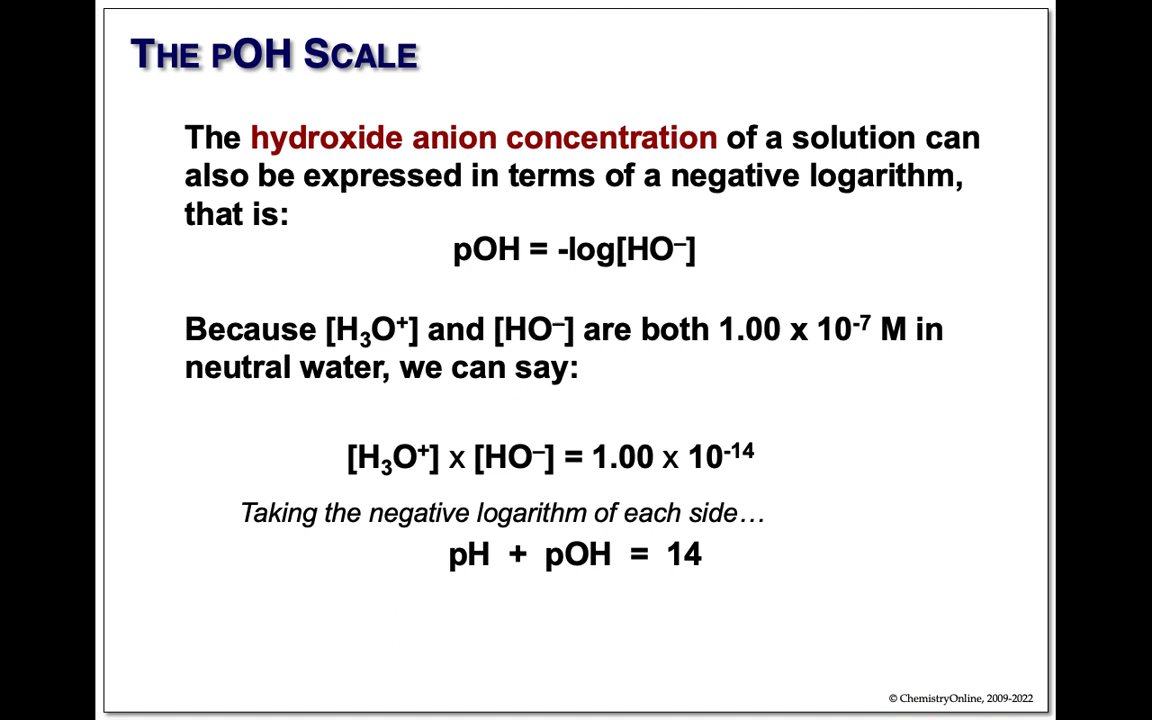 THE POH SCALE
The hydroxide anion concentration of a solution can
also be expressed in terms of a negative logarithm,
that is:
pOH = -log[HO⁻]
Because [H₃O⁺] and [HO⁻] are both 1.00 x 10⁻⁷ M in
neutral water, we can say:
[H₃O⁺] x [HO⁻] = 1.00 x 10⁻¹⁴
Taking the negative logarithm of each side…
pH + pOH = 14
© ChemistryOnline, 2009-2022